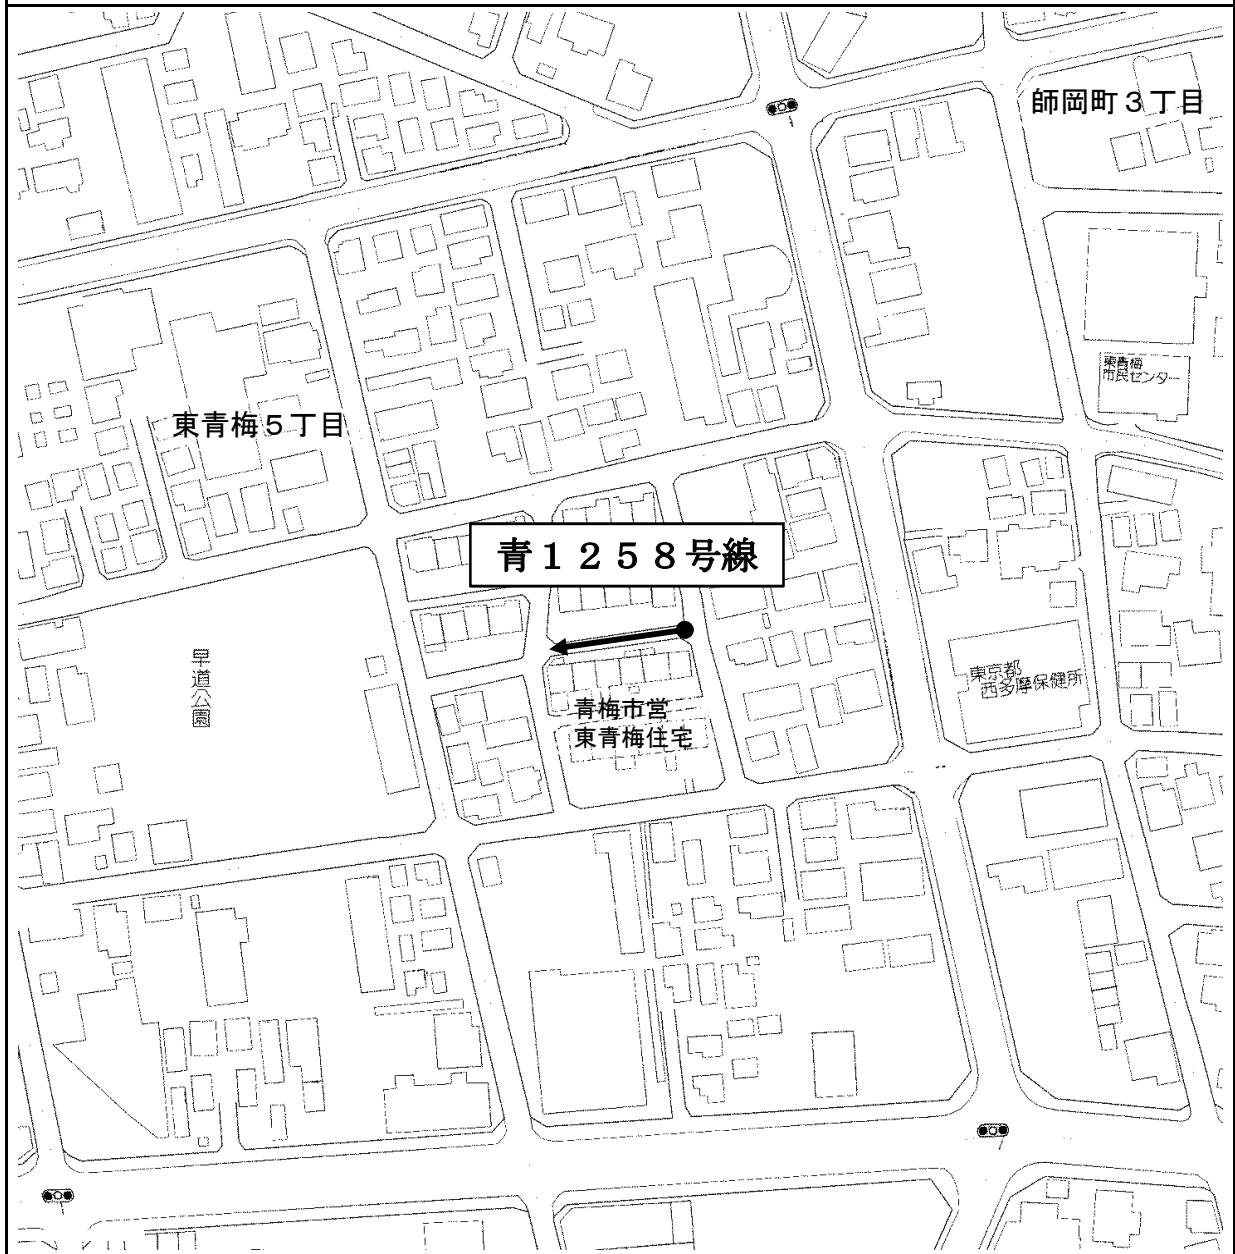 師岡町３丁目
東青梅
市民センター
東青梅５丁目
青１２５８号線
早道公園
東京都
西多摩保健所
青梅市営
東青梅住宅